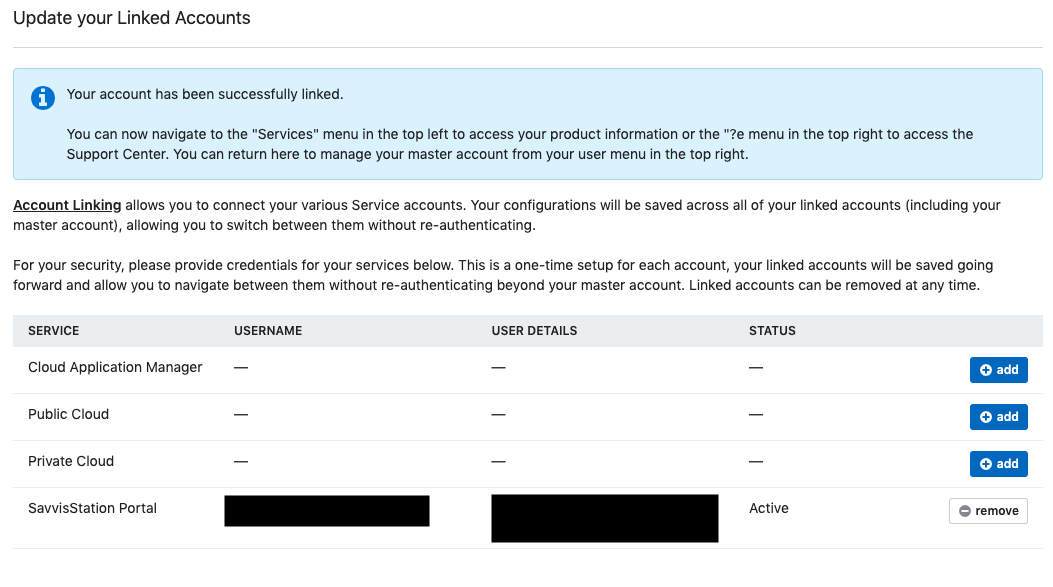 Update your Linked Accounts
Your account has been successfully linked.
You can now navigate to the "Services" menu in the top left to access your product information or the "?e menu in the top right to access the
Support Center. You can return here to manage your master account from your user menu in the top right.
Account Linking allows you to connect your various Service accounts. Your configurations will be saved across all of your linked accounts (including your
master account), allowing you to switch between them without re-authenticating.
For your security, please provide credentials for your services below. This is a one-time setup for each account, your linked accounts will be saved going
forward and allow you to navigate between them without re-authenticating beyond your master account. Linked accounts can be removed at any time.
SERVICE USERNAME USER DETAILS STATUS
Cloud Application Manager — — — add
Public Cloud — — — add
Private Cloud — — — add
SavvisStation Portal Active remove